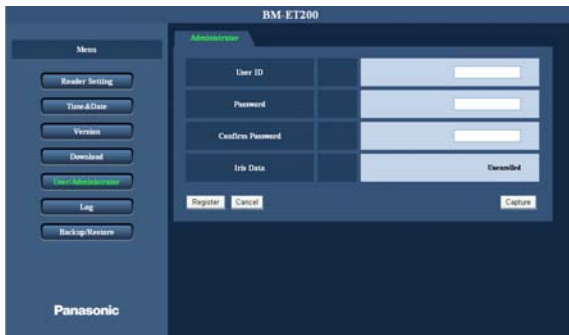 BM-ET200
Menu
Reader Setting
Time&Date
Version
Download
User/Administrator
Log
Backup/Restore
Panasonic
Administrator
User ID
Password
Confirm Password
Iris Data
Unenrolled
Register
Cancel
Capture